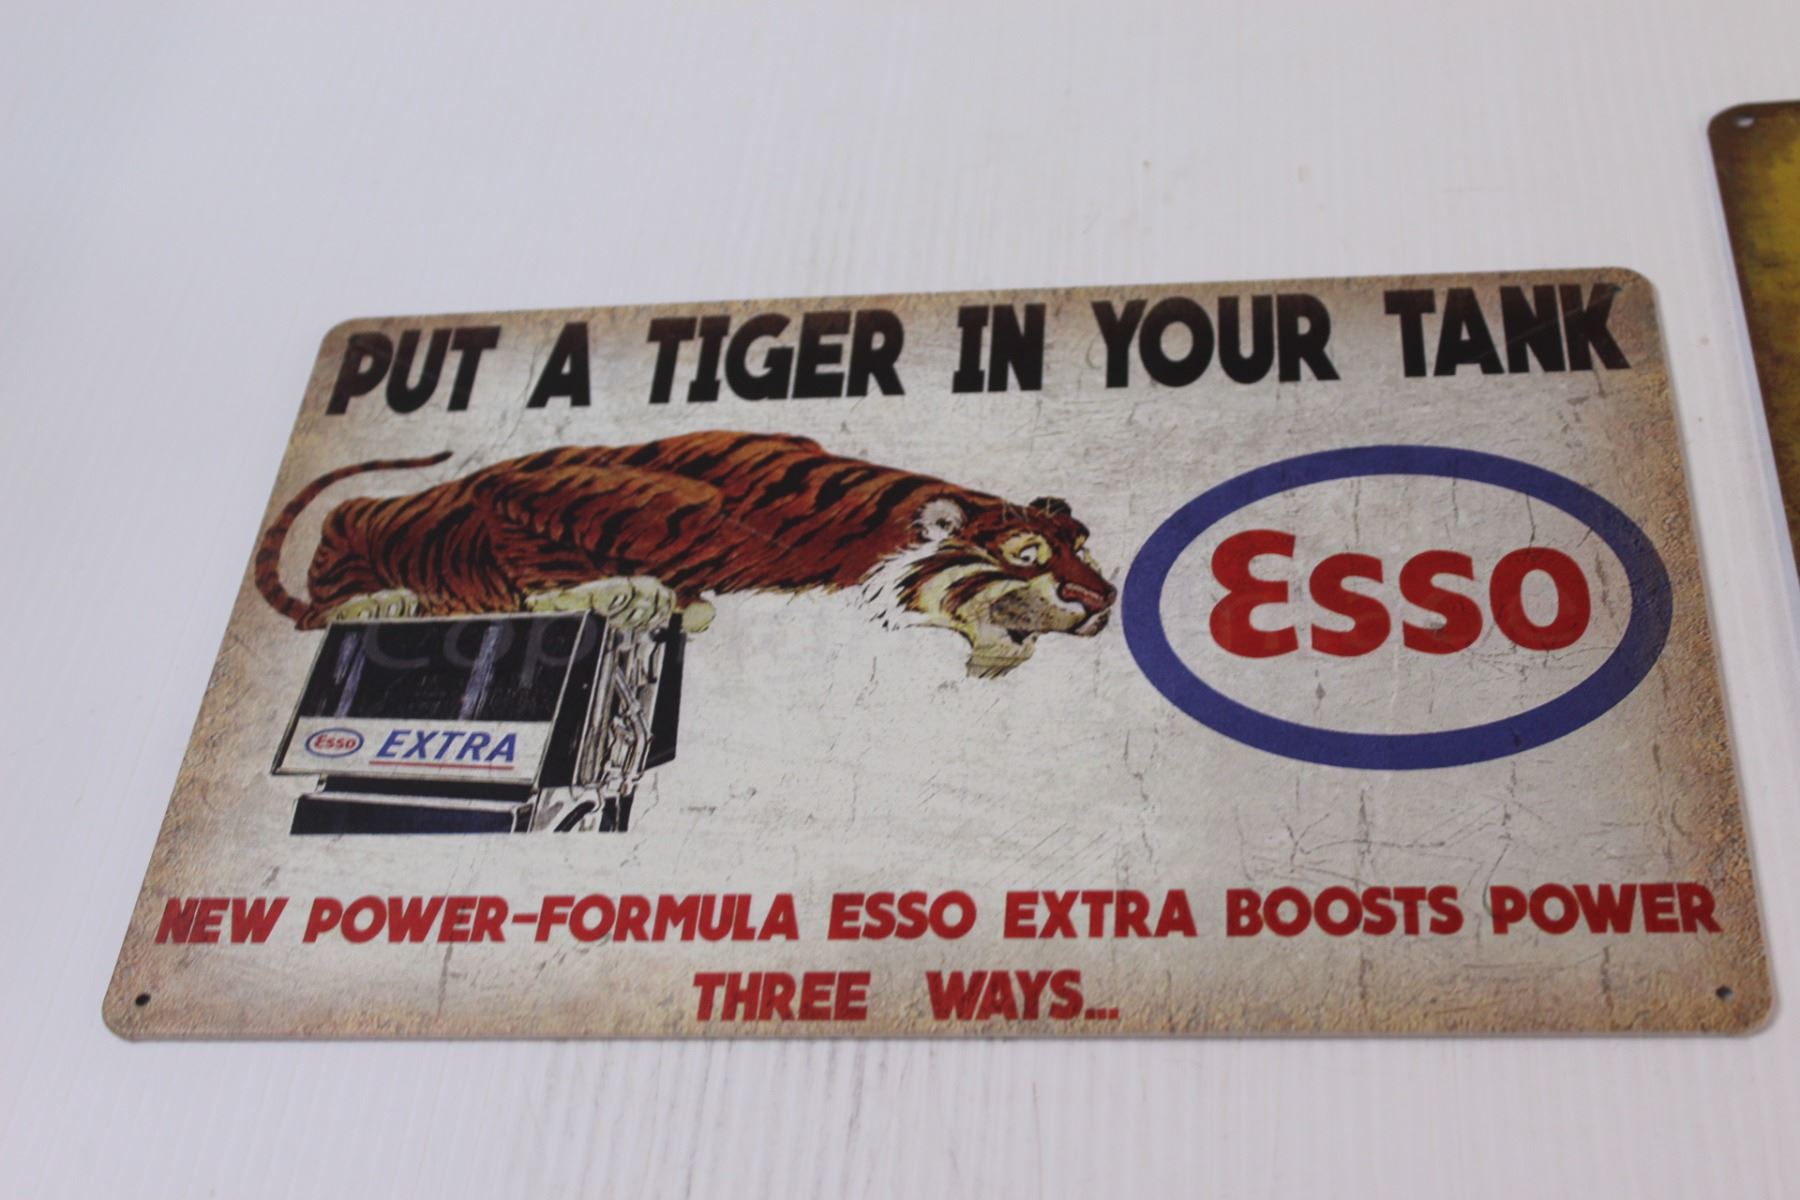 PUT A TIGER IN YOUR TANK
Esso
Esso EXTRA
NEW POWER-FORMULA ESSO EXTRA BOOSTS POWER
THREE WAYS...